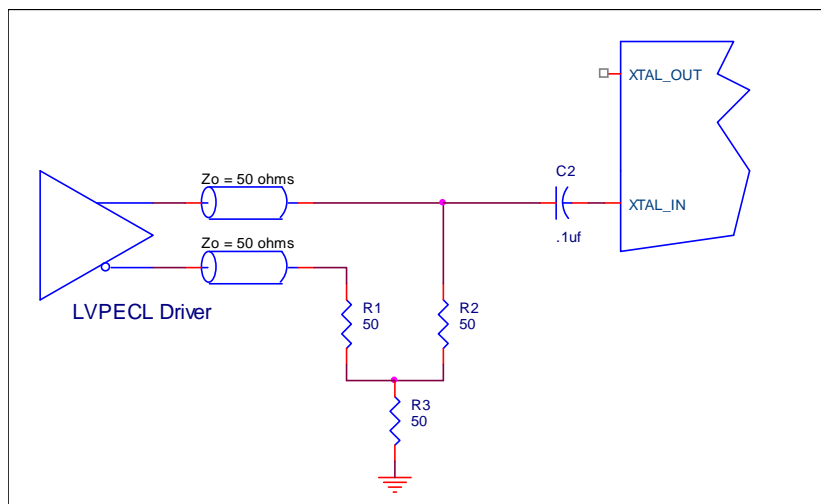 XTAL_OUT
Zo = 50 ohms
C2
XTAL_IN
.1uf
Zo = 50 ohms
LVPECL Driver
R1
50
R2
50
R3
50